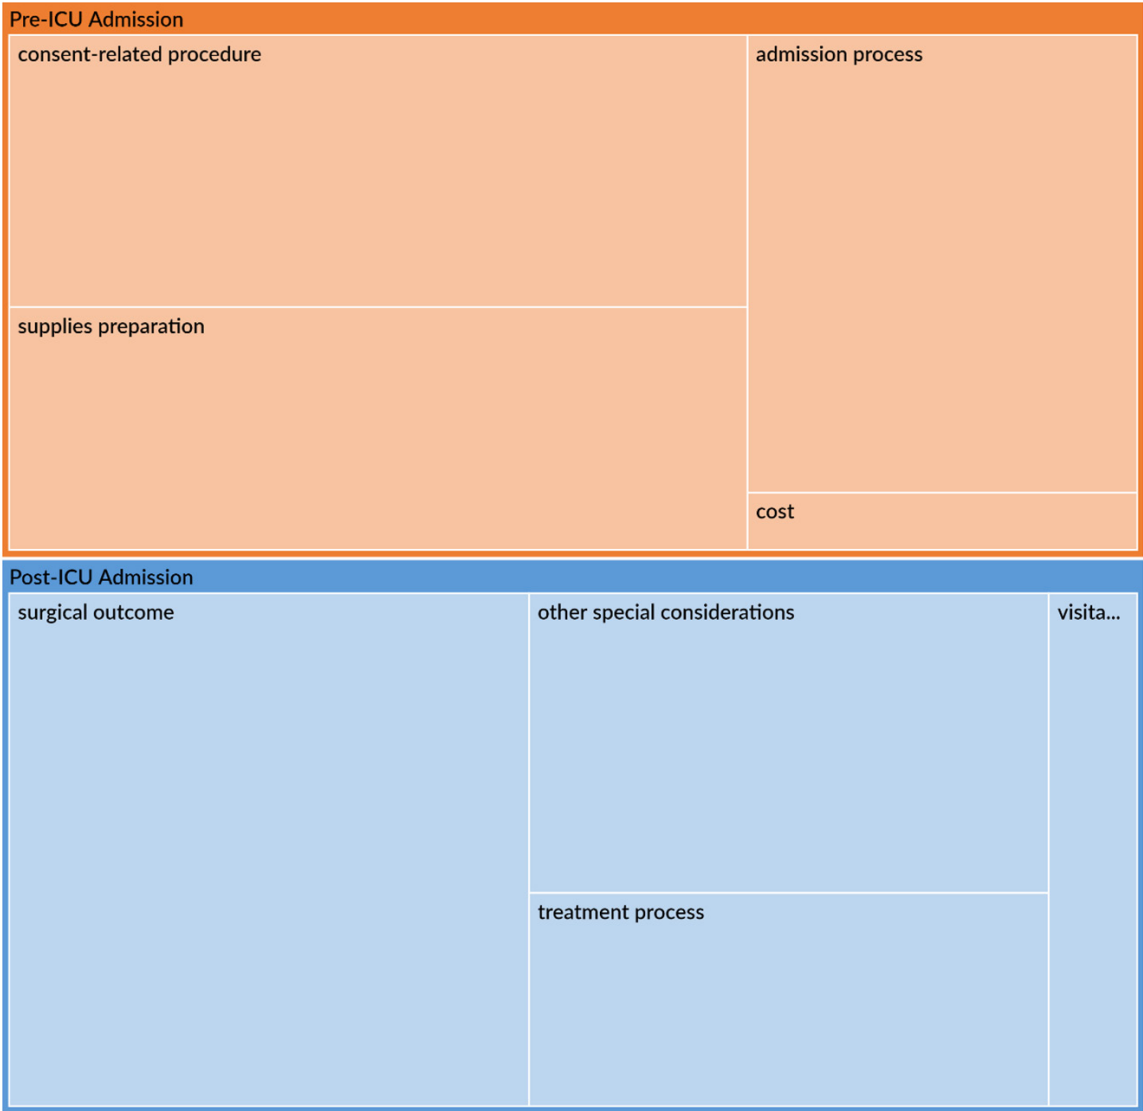 Pre-ICU Admission
consent-related procedure
admission process
supplies preparation
cost
Post-ICU Admission
surgical outcome
other special considerations
visita...
treatment process